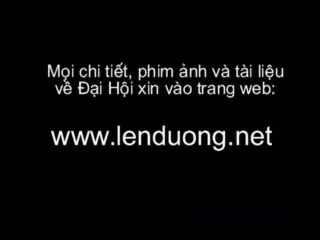 Mọi chi tiết, phim ảnh và tài liệu
về Đại Hội xin vào trang web:
www.lenduong.net